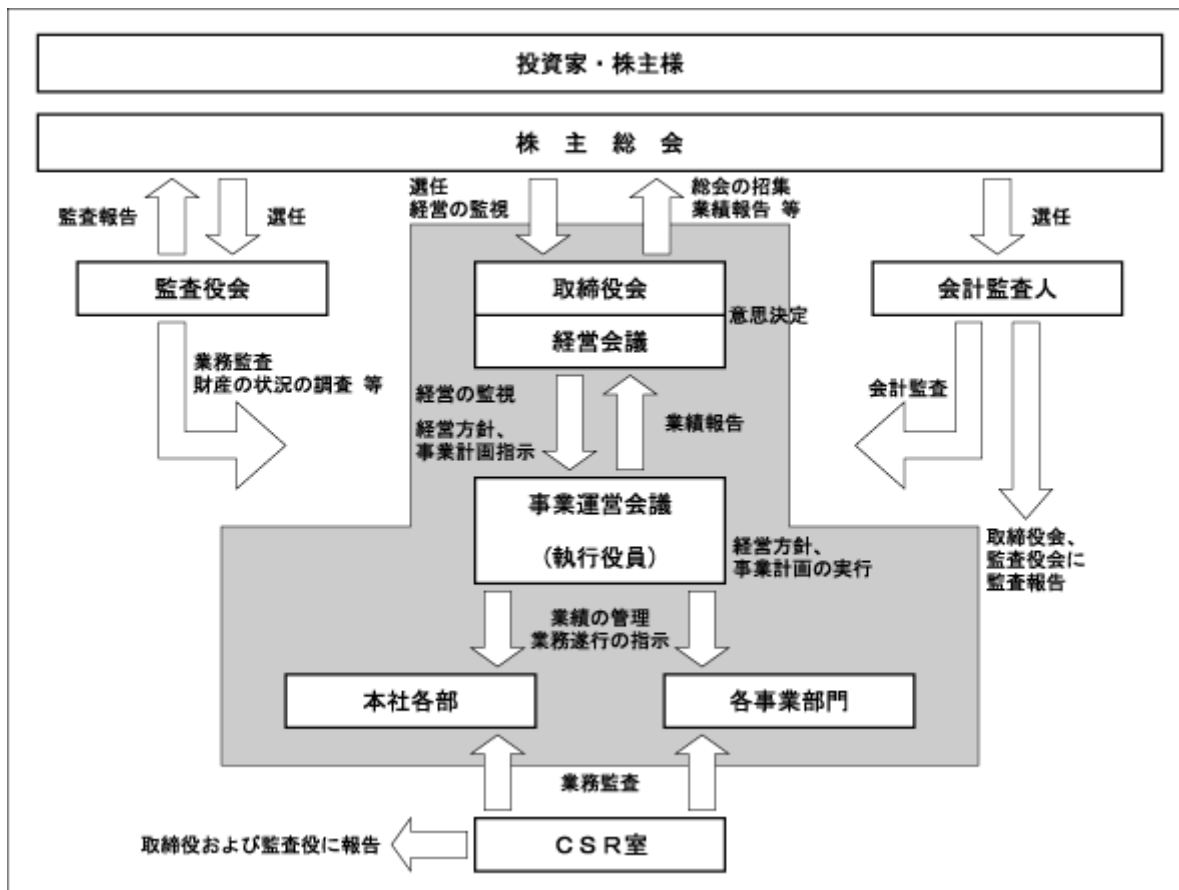 投資家・株主様
株 主 総 会
監査報告
選任
選任
経営の監視
総会の招集
業績報告 等
選任
監査役会
取締役会
経営会議
意思決定
会計監査人
業務監査
財産の状況の調査 等
経営の監視
経営方針、
事業計画指示
業績報告
会計監査
事業運営会議
(執行役員)
経営方針、
事業計画の実行
取締役会、
監査役会に
監査報告
業績の管理
業務遂行の指示
本社各部
各事業部門
業務監査
取締役および監査役に報告
ＣＳＲ室